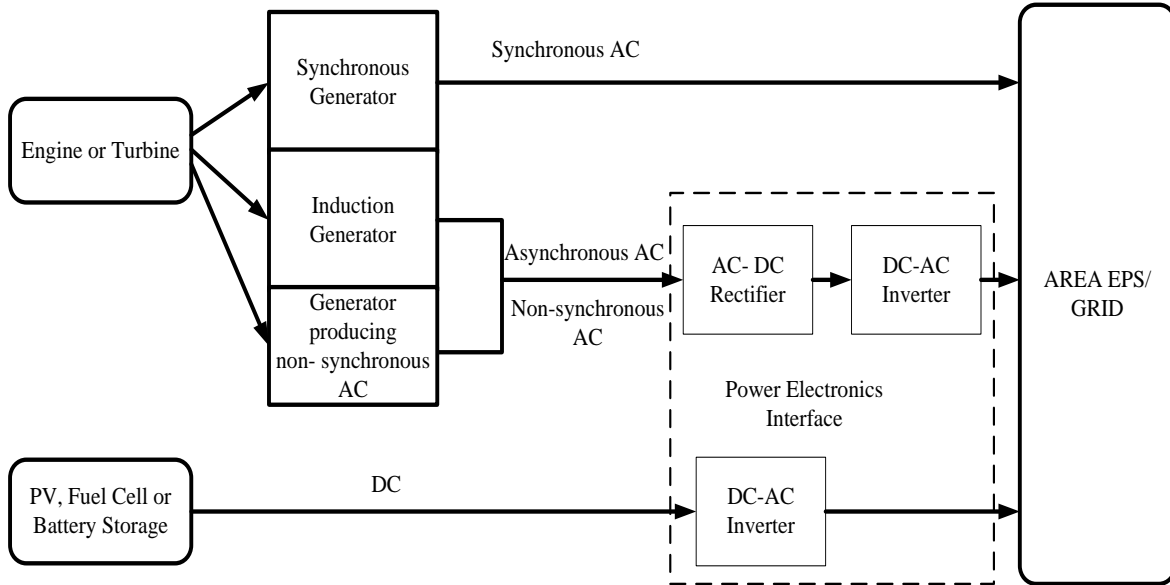 Synchronous AC
Synchronous
Generator
Engine or Turbine
Induction
Generator
Asynchronous AC
Non-synchronous
AC
Generator
producing
non- synchronous
AC
AC- DC
Rectifier
DC-AC
Inverter
AREA EPS/
GRID
Power Electronics
Interface
PV, Fuel Cell or
Battery Storage
DC
DC-AC
Inverter